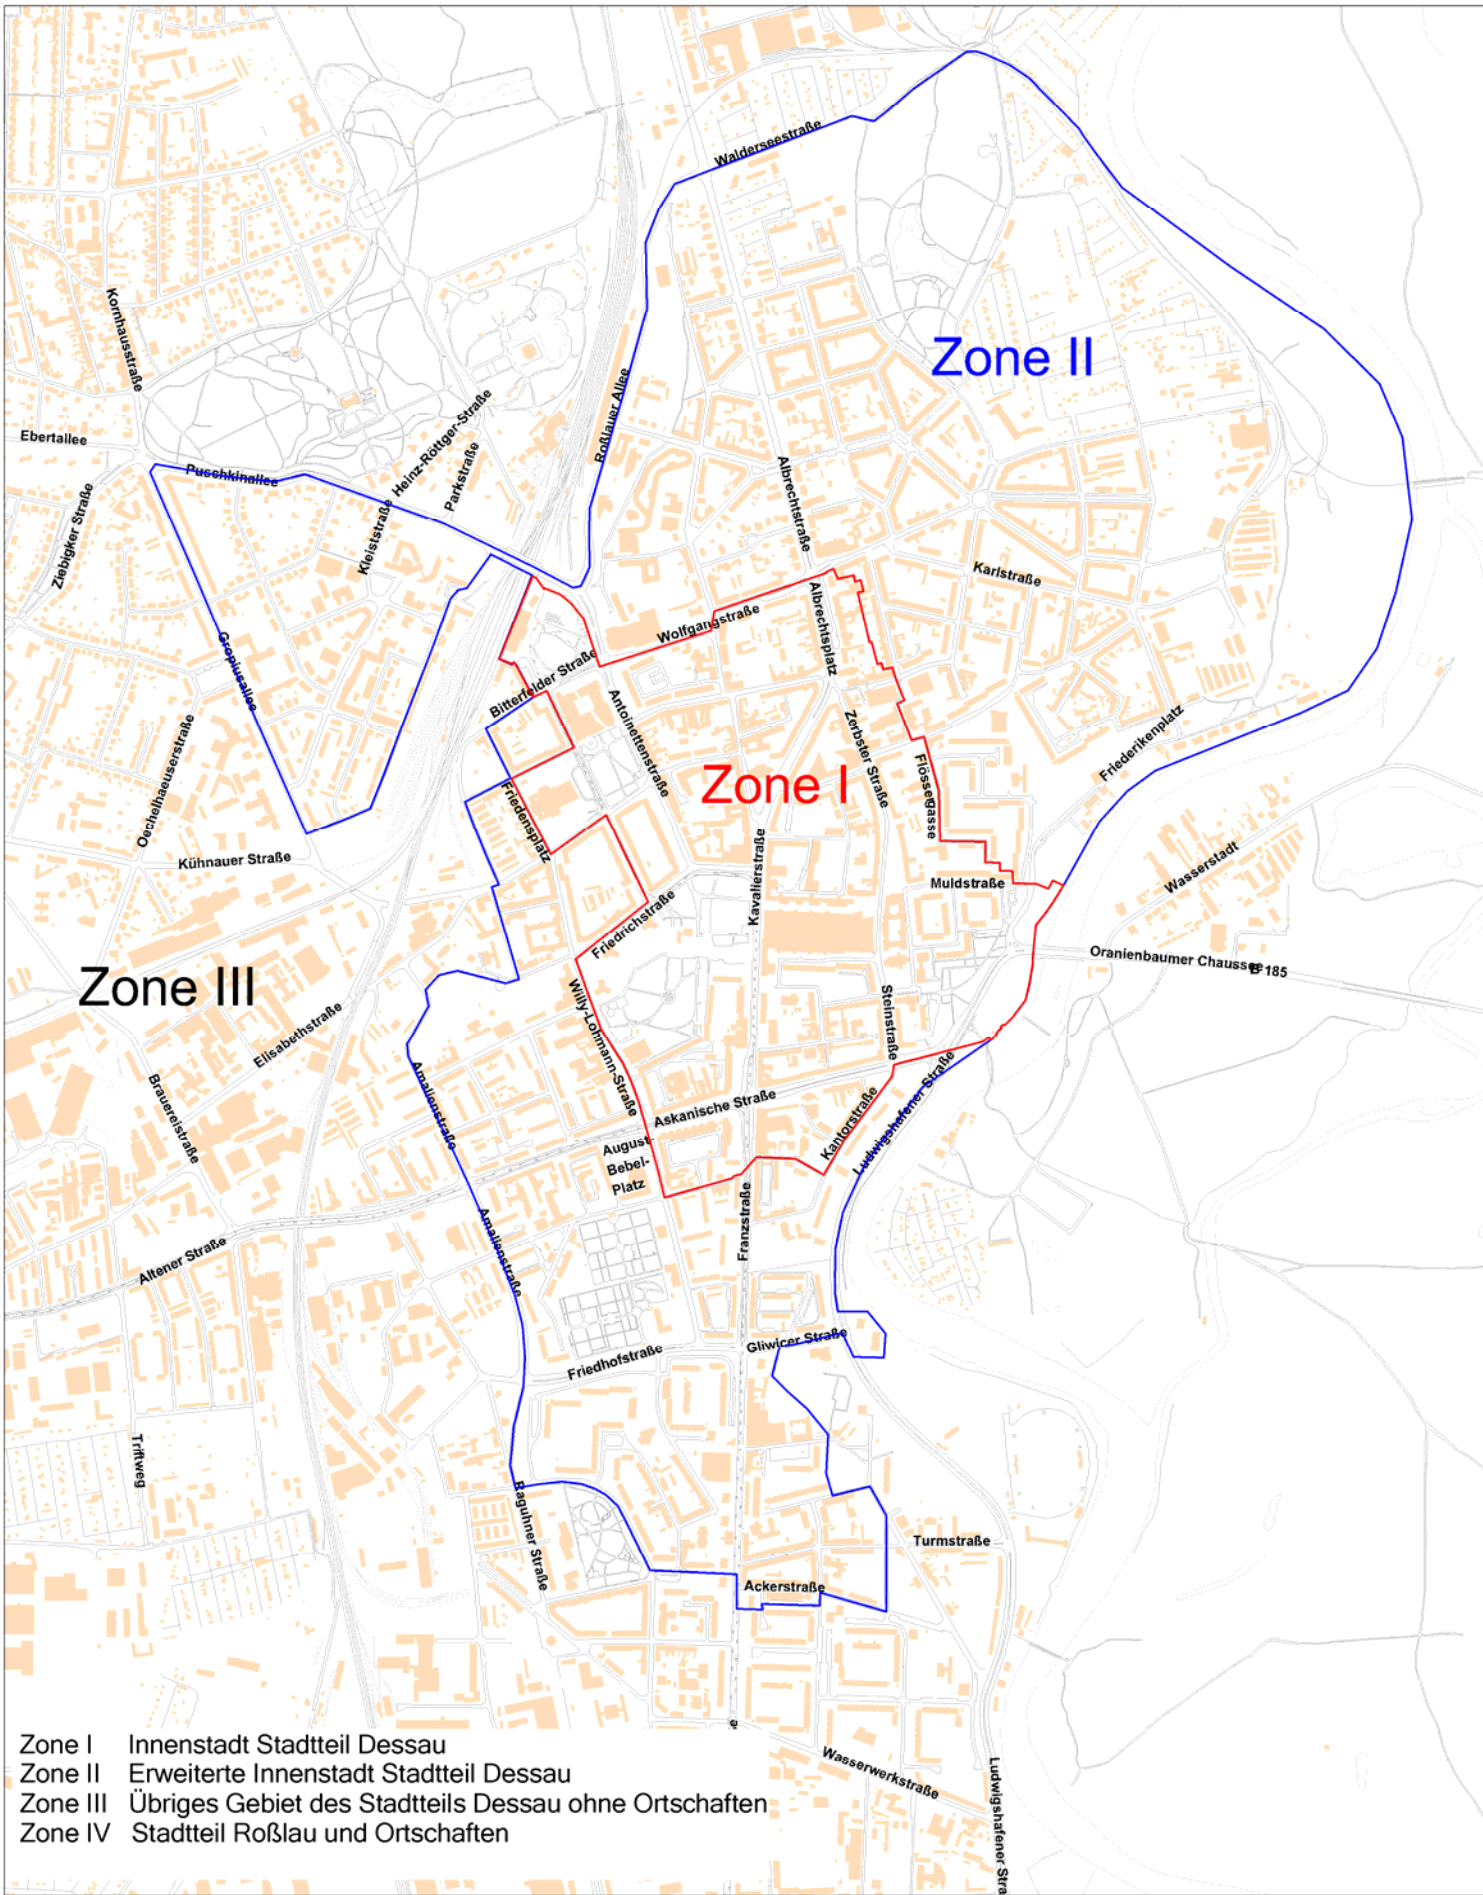 Walderseestraße
Zone II
Kornhausstraße
Roßlauer Allee
Heinz-Röttger-Straße
Ebertallee
Parkstraße
Puschkinallee
Albrechtstraße
Ziebigker Straße
Kleiststraße
Karlstraße
Albrechtsplatz
Wolfgangstraße
Gropiusallee
Bitterfelder Straße
Antoinettenstraße
Friederikenplatz
Zerbster Straße
Oechelhaeuserstraße
Zone I
Flössergasse
Friedensplatz
Kavalierstraße
Kühnauer Straße
Wasserstadt
Muldstraße
Friedrichstraße
Oranienbaumer Chaussee
B 185
Zone III
Willy-Lohmann-Straße
Steinstraße
Elisabethstraße
Amalienstraße
Brauereistraße
Askanische Straße
Kantorstraße
Ludwigshafener Straße
August-
Bebel-
Platz
Franzstraße
Amalienstraße
Altener Straße
Gliwicer Straße
Friedhofstraße
Triftweg
Raguhner Straße
Turmstraße
Ackerstraße
Wasserwerkstraße
Ludwigshafener Stra
Zone I Innenstadt Stadtteil Dessau
Zone II Erweiterte Innenstadt Stadtteil Dessau
Zone III Übriges Gebiet des Stadtteils Dessau ohne Ortschaften
Zone IV Stadtteil Roßlau und Ortschaften